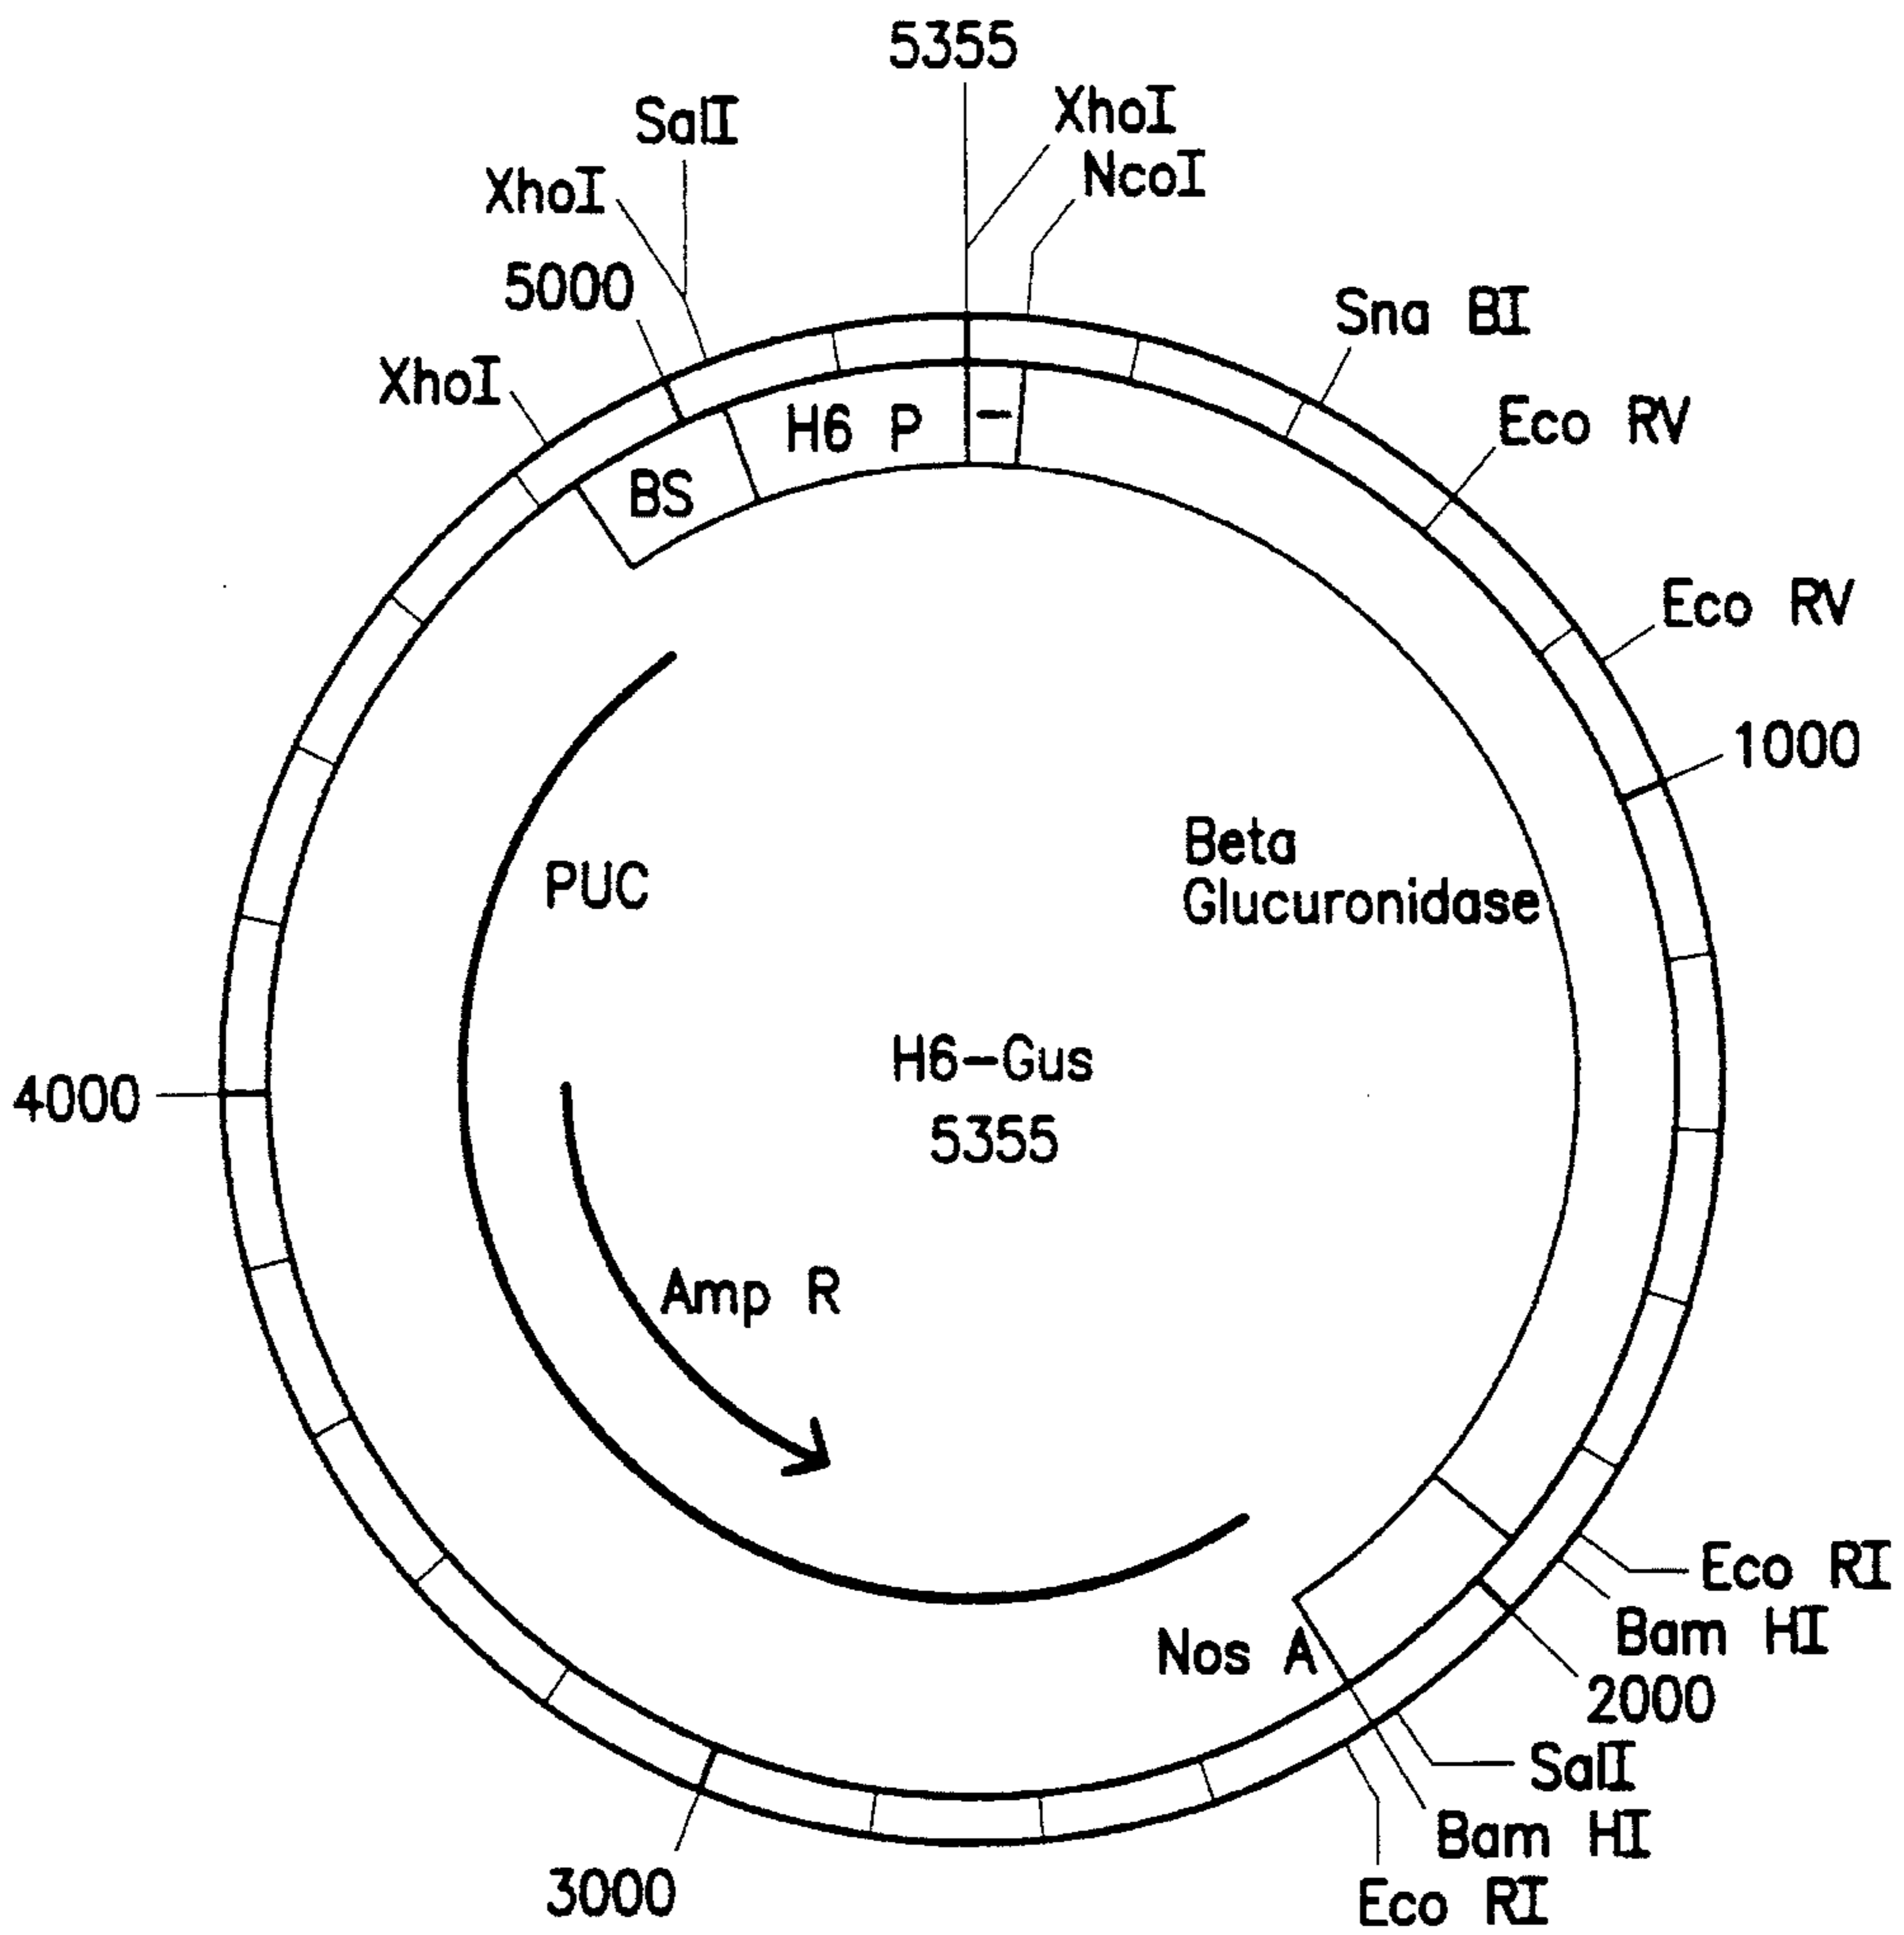 5355
XhoI
SalI
NcoI
XhoI
5000
Sna BI
XhoI
Eco RV
H6 P
–
BS
Eco RV
1000
Beta
Glucuronidase
PUC
H6-Gus
5355
4000
Amp R
Eco RI
Bam HI
Nos A
2000
SalI
Bam HI
3000
Eco RI